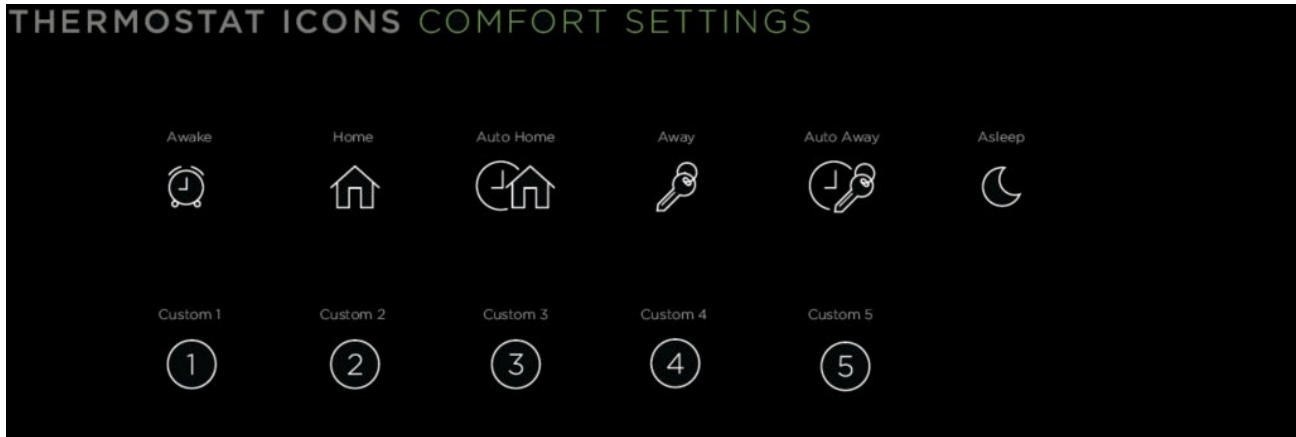 THERMOSTAT ICONS COMFORT SETTINGS
Awake Home Auto Home Away Auto Away Asleep
Custom 1 Custom 2 Custom 3 Custom 4 Custom 5
1 2 3 4 5